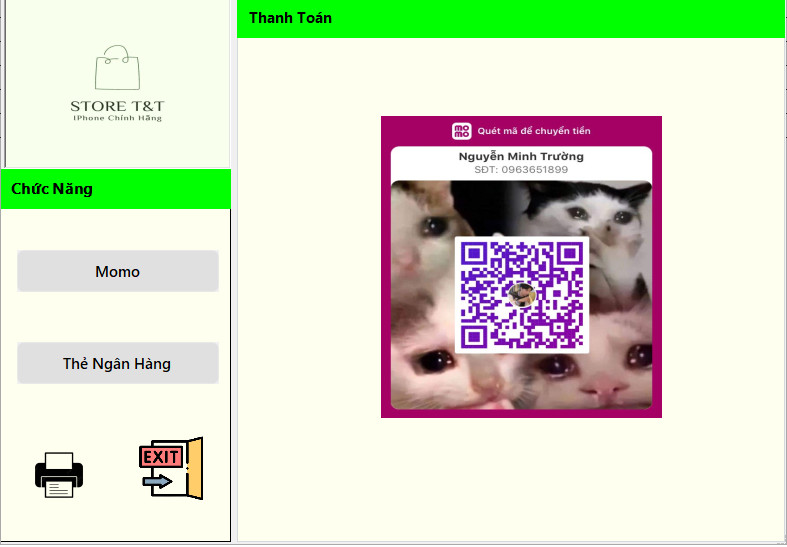 STORE T&T
IPhone Chính Hãng
Chức Năng
Momo
Thẻ Ngân Hàng
EXIT
Thanh Toán
mo
mo
Quét mã để chuyển tiền
Nguyễn Minh Trường
SĐT: 0963651899